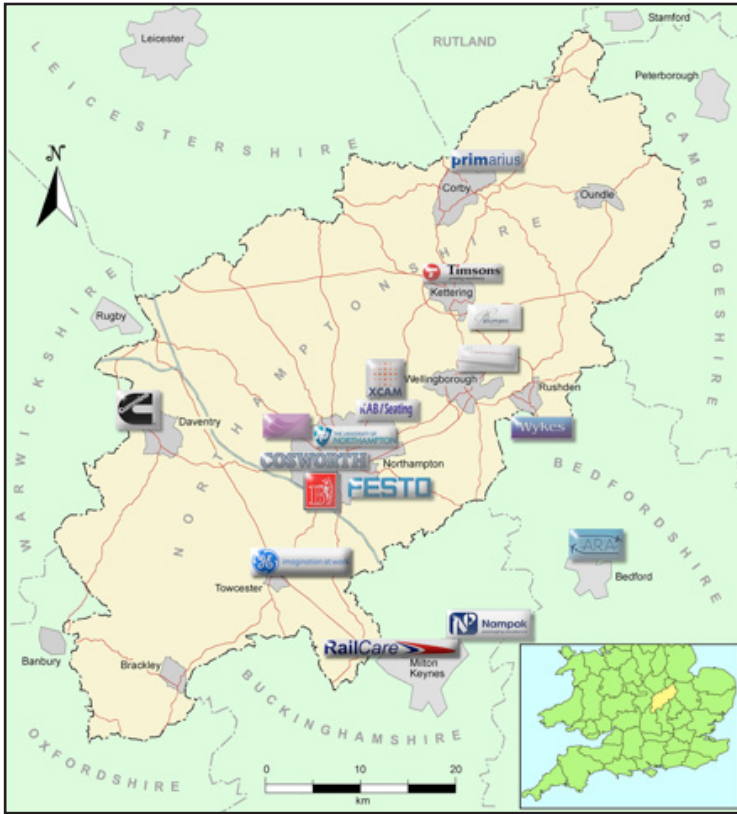 Stamford
Leicester
RUTLAND
Peterborough
LEICESTERSHIRE
CAMBRIDGESHIRE
N
primarius
Corby
Oundle
NORTHAMPTONSHIRE
Timsons
Kettering
Rugby
WARWICKSHIRE
XCAM
Wellingborough
Rushden
KAB/Seating
Daventry
THE UNIVERSITY OF
NORTHAMPTON
Wykes
COSWORTH
Northampton
FESTO
BEDFORDSHIRE
ARA
Bedford
imagination at work
Towcester
Nampak
RailCare
Milton
Keynes
Banbury
Brackley
BUCKINGHAMSHIRE
OXFORDSHIRE
0 10 20
km